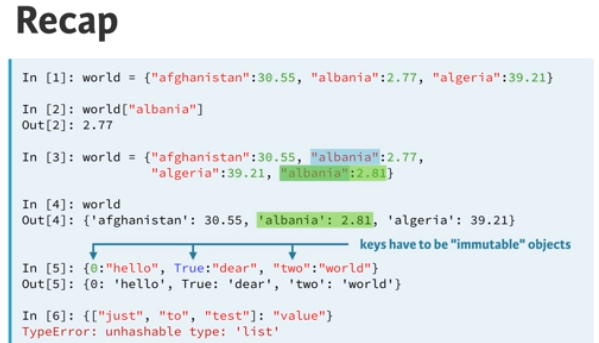 Recap
In [1]: world = {"afghanistan":30.55, "albania":2.77, "algeria":39.21}
In [2]: world["albania"]
Out[2]: 2.77
In [3]: world = {"afghanistan":30.55, "albania":2.77,
"algeria":39.21, "albania":2.81}
In [4]: world
Out[4]: {'afghanistan': 30.55, 'albania': 2.81, 'algeria': 39.21}
keys have to be "immutable" objects
In [5]: {0:"hello", True:"dear", "two":"world"}
Out[5]: {0: 'hello', True: 'dear', 'two': 'world'}
In [6]: {["just", "to", "test"]: "value"}
TypeError: unhashable type: 'list'